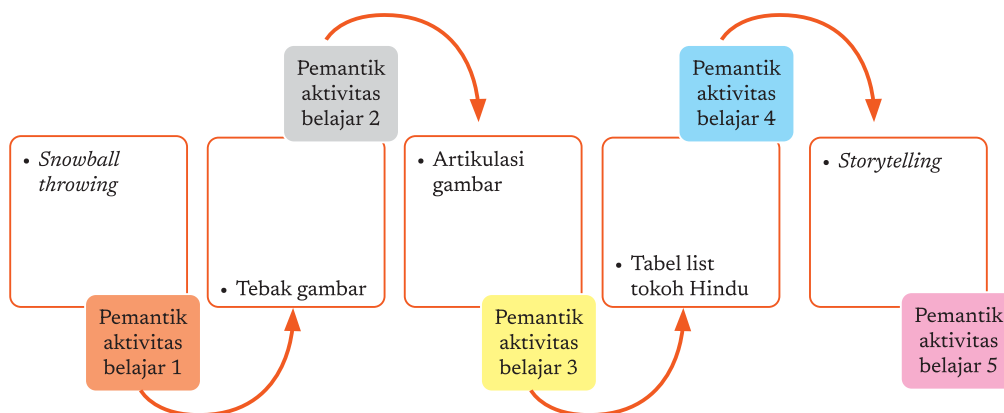 • Snowball
throwing
Pemantik
aktivitas
belajar 1
• Tebak gambar
Pemantik
aktivitas
belajar 2
• Artikulasi
gambar
Pemantik
aktivitas
belajar 3
• Tabel list
tokoh Hindu
Pemantik
aktivitas
belajar 4
• Storytelling
Pemantik
aktivitas
belajar 5